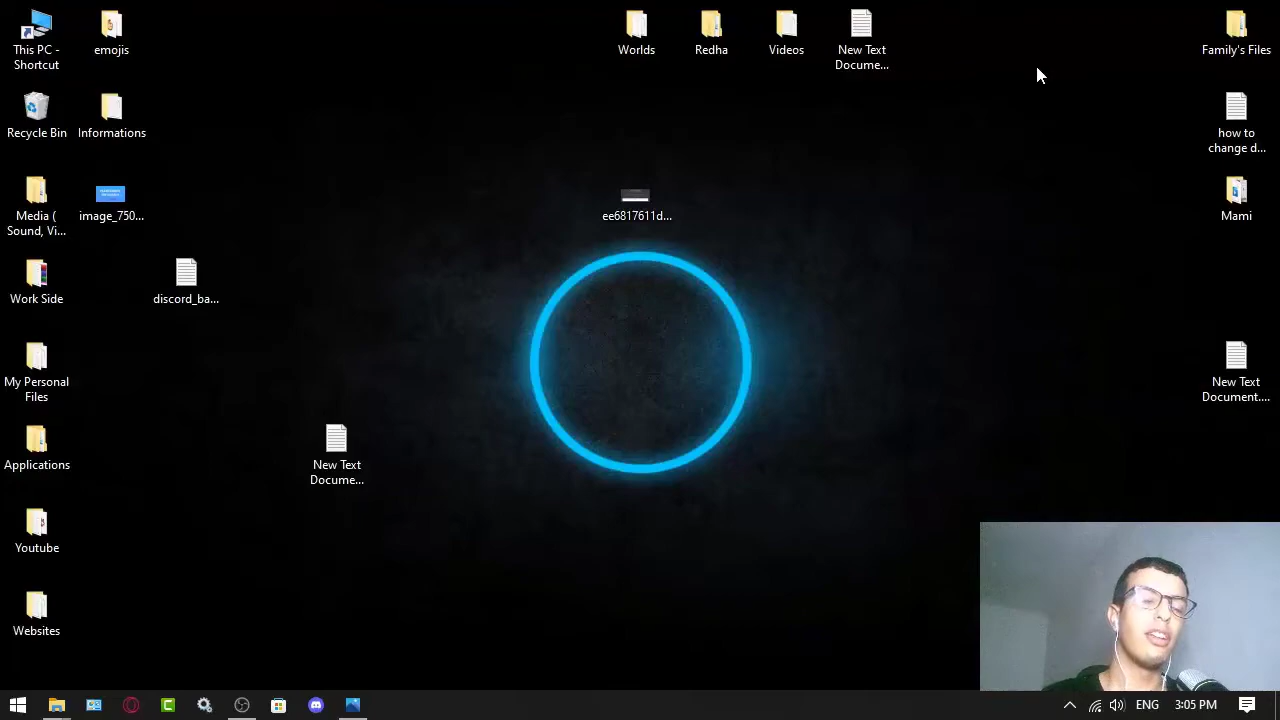 This PC -
Shortcut
emojis
Worlds
Redha
Videos
New Text
Docume...
Family's Files
Recycle Bin
Informations
how to
change d...
Media (
Sound, Vi...
image_750...
ee6817611d...
Mami
Work Side
discord_ba...
My Personal
Files
New Text
Document....
Applications
New Text
Docume...
Youtube
Websites
ENG
3:05 PM